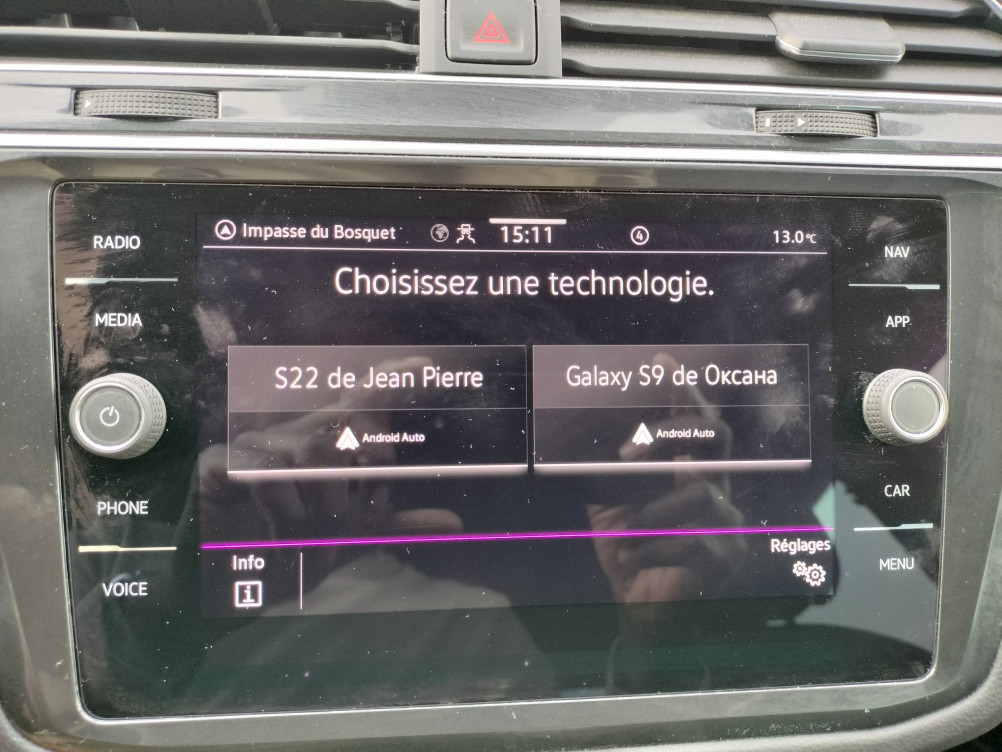 RADIO
MEDIA
PHONE
VOICE
Impasse du Bosquet 15:11 4 13.0°C
Choisissez une technologie.
S22 de Jean Pierre
Android Auto
Galaxy S9 de Оксана
Android Auto
Info
i
Réglages
NAV
APP
CAR
MENU